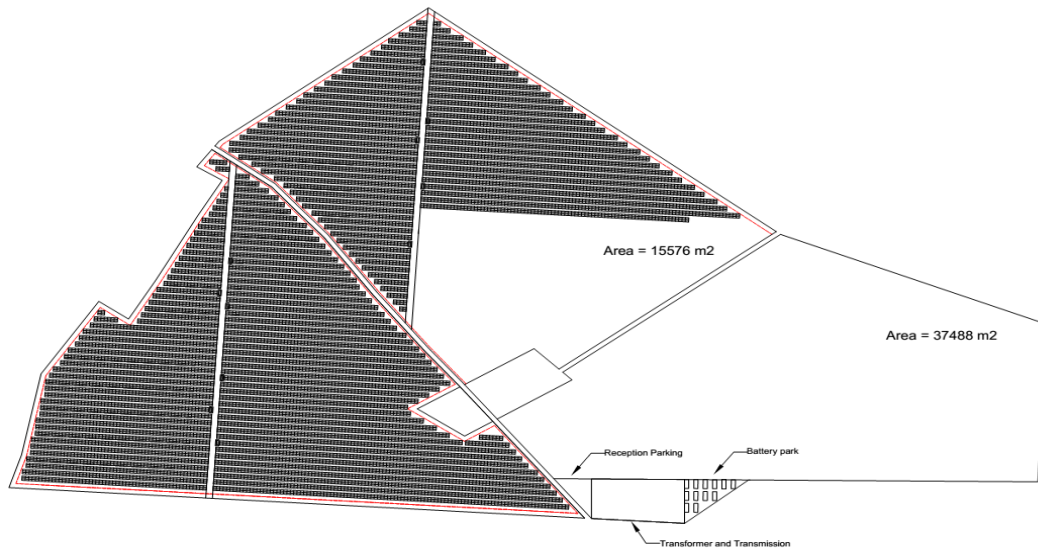 Area = 15576 m2
Area = 37488 m2
Reception Parking
Battery park
Transformer and Transmission